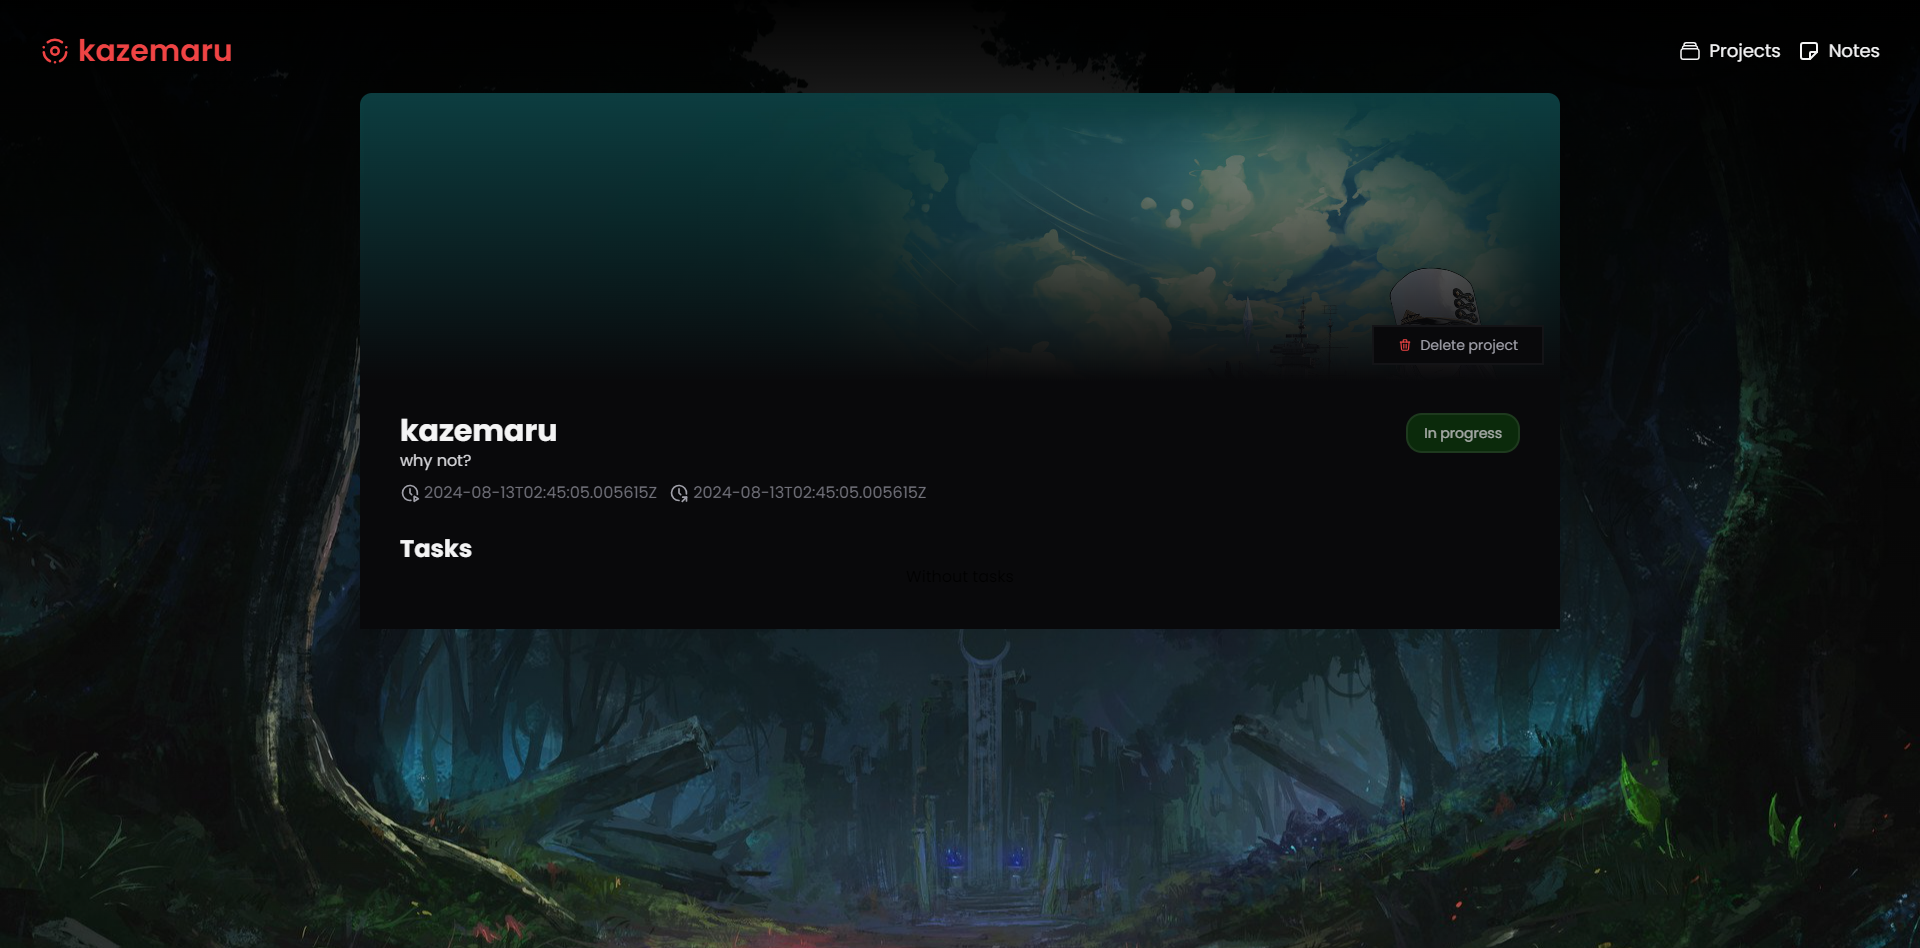 kazemaru
Projects Notes
Delete project
kazemaru
In progress
why not?
2024-08-13T02:45:05.005615Z 2024-08-13T02:45:05.005615Z
Tasks
Without tasks